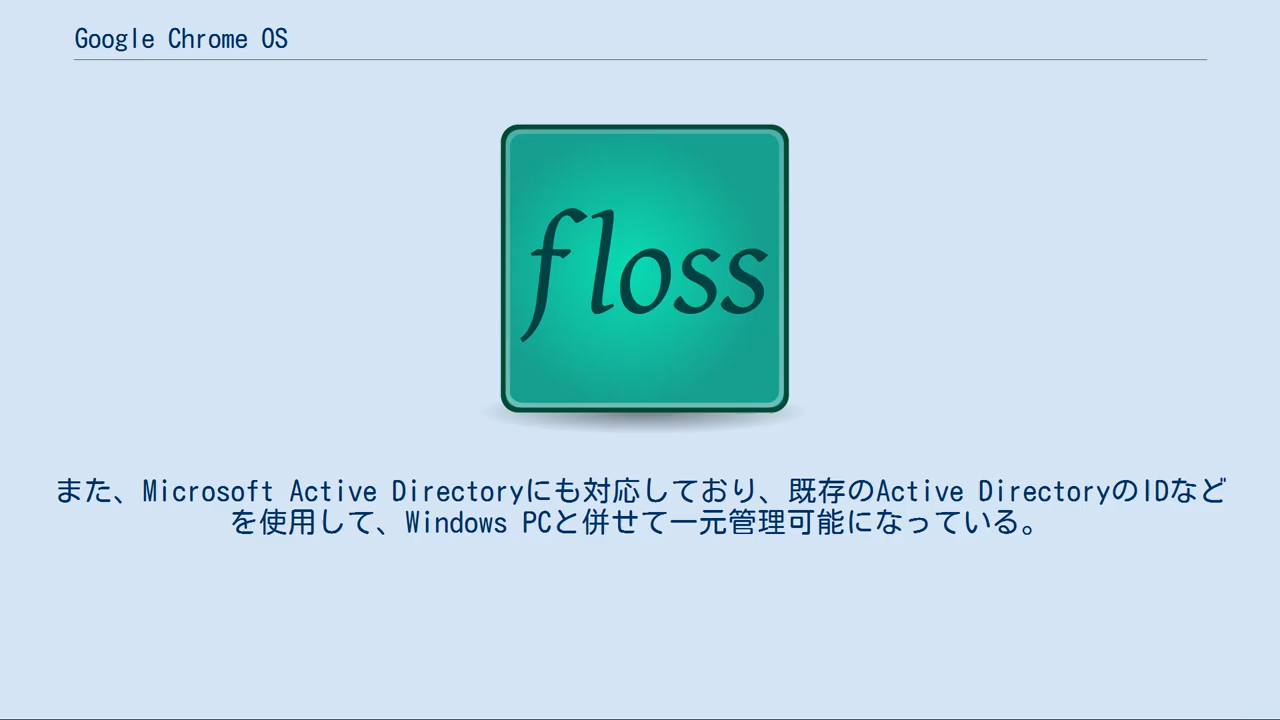 Google Chrome OS
floss
また、Microsoft Active Directoryにも対応しており、既存のActive DirectoryのIDなど
を使用して、Windows PCと併せて一元管理可能になっている。